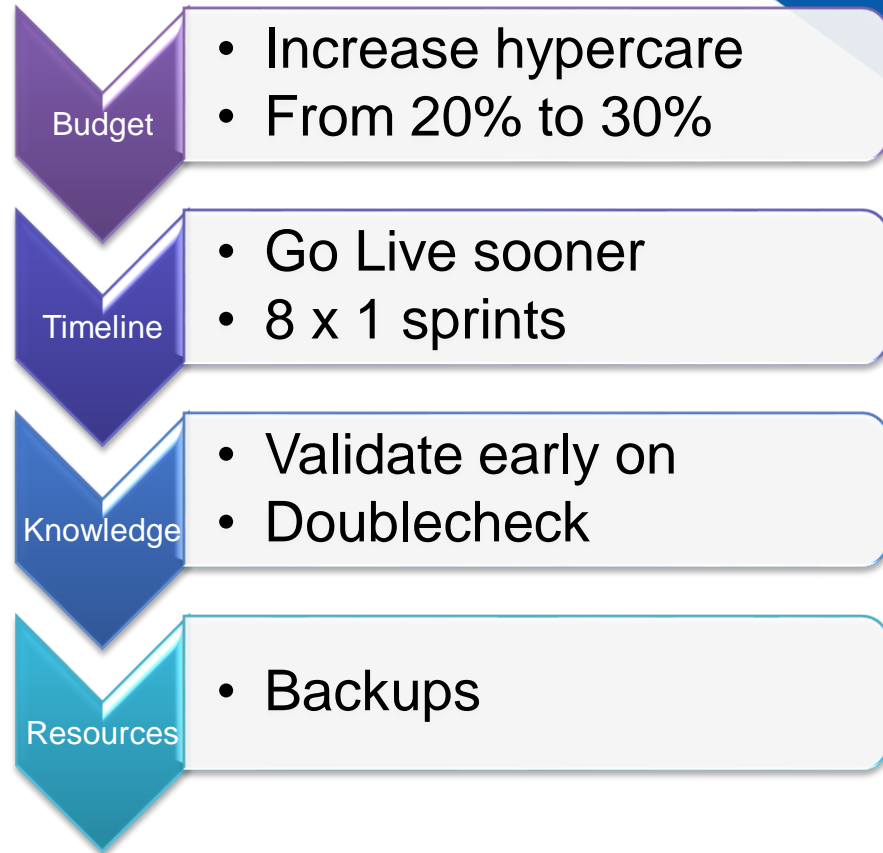 Budget
• Increase hypercare
• From 20% to 30%
Timeline
• Go Live sooner
• 8 x 1 sprints
Knowledge
• Validate early on
• Doublecheck
Resources
• Backups